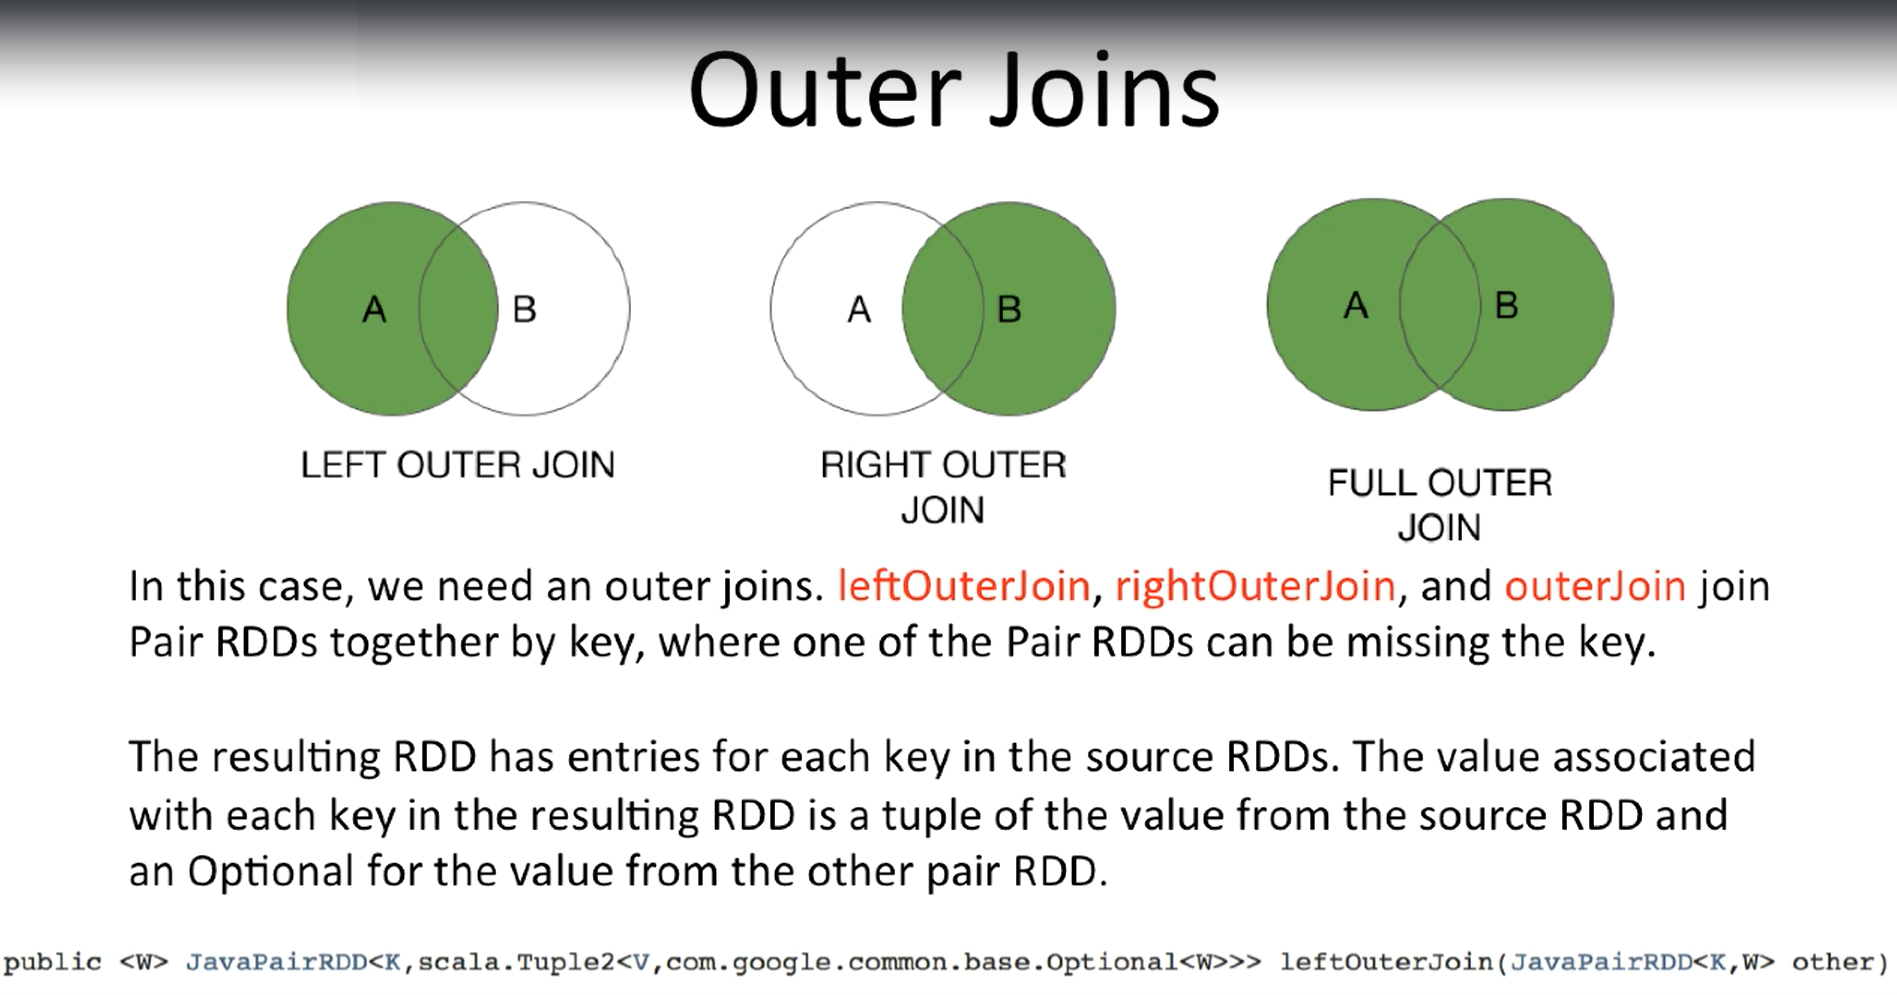 Outer Joins
A
B
A
B
A
B
LEFT OUTER JOIN
RIGHT OUTER
JOIN
FULL OUTER
JOIN
In this case, we need an outer joins. leftOuterJoin, rightOuterJoin, and outerJoin join
Pair RDDs together by key, where one of the Pair RDDs can be missing the key.
The resulting RDD has entries for each key in the source RDDs. The value associated
with each key in the resulting RDD is a tuple of the value from the source RDD and
an Optional for the value from the other pair RDD.
public <W> JavaPairRDD<K,scala.Tuple2<V,com.google.common.base.Optional<W>>> leftOuterJoin(JavaPairRDD<K,W> other)